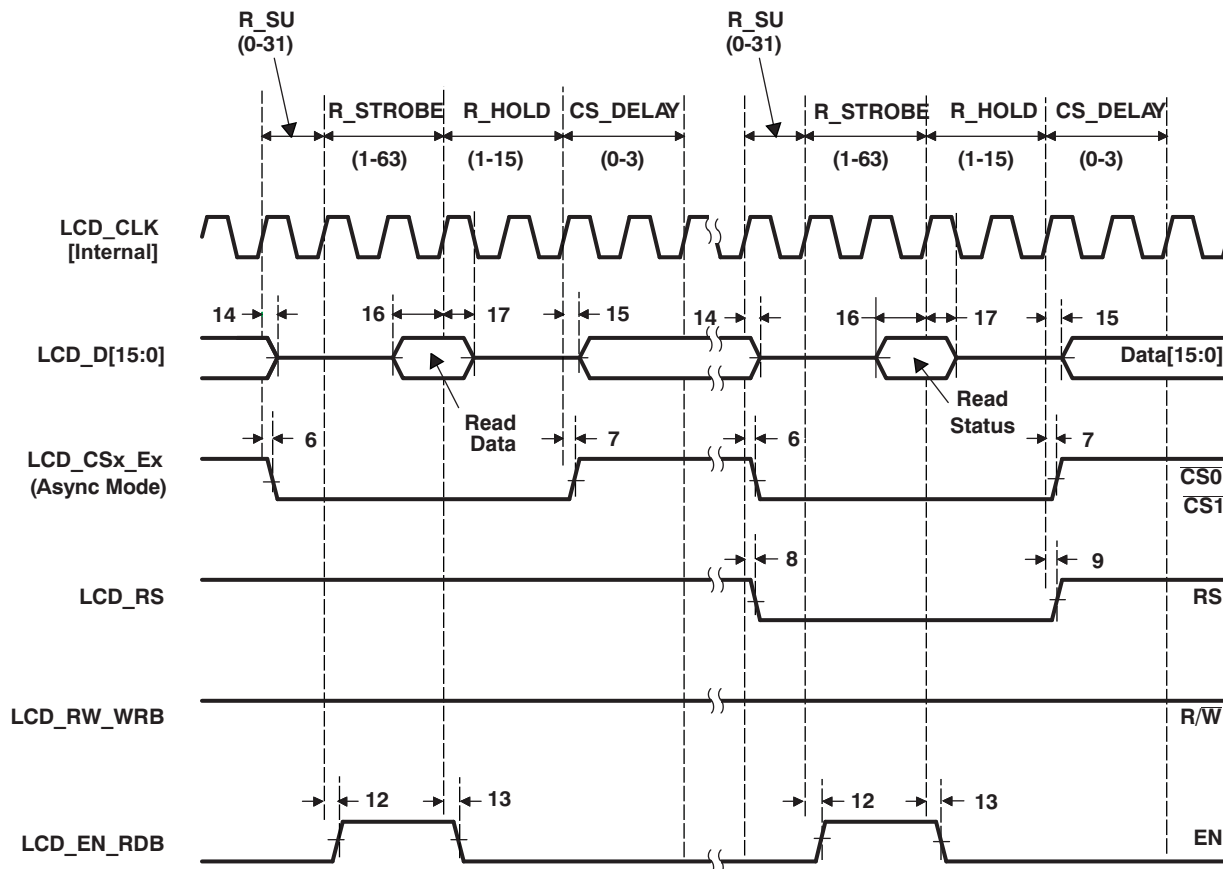 R_SU
(0-31)
R_SU
(0-31)
R_STROBE R_HOLD CS_DELAY
R_STROBE R_HOLD CS_DELAY
(1-63) (1-15) (0-3)
(1-63) (1-15) (0-3)
LCD_CLK
[Internal]
14 16 17 15
14 16 17 15
LCD_D[15:0]
Data[15:0]
Read
Data
Read
Status
6 7 6 7
LCD_CSx_Ex
(Async Mode)
CS0
CS1
8 9
LCD_RS
RS
LCD_RW_WRB
R/W
12 13 12 13
LCD_EN_RDB
EN